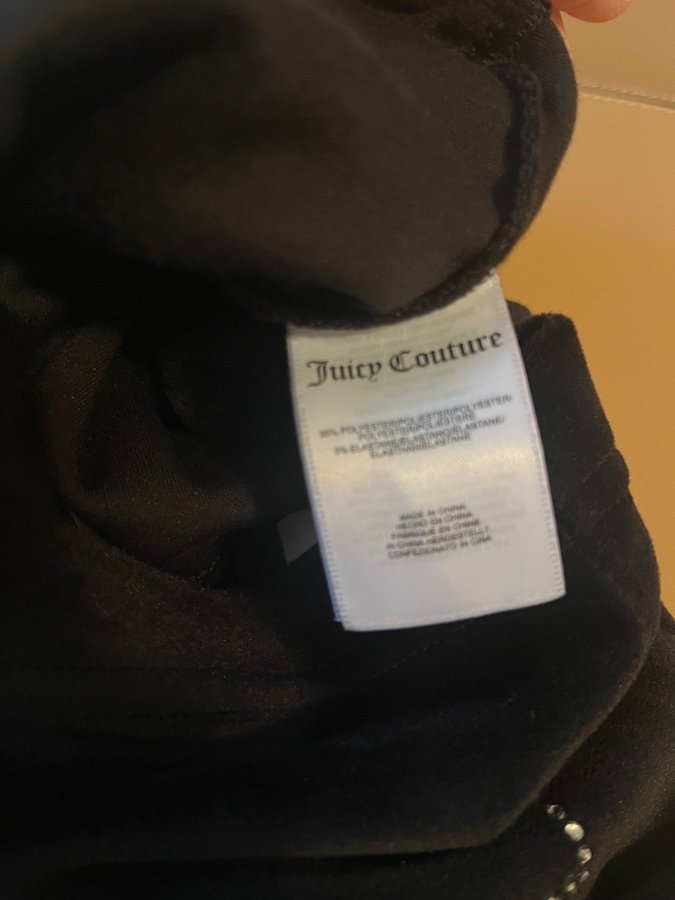 Juicy Couture
95% POLYESTER/POLIESTER/POLYESTER/
POLYESTER/POLIESTERE
5% ELASTANE/ELASTANO/ELASTANE/
ELASTHAN/ELASTANE
MADE IN CHINA
HECHO EN CHINA
FABRIQUÉ EN CHINE
IN CHINA HERGESTELLT
CONFEZIONATO IN CINA